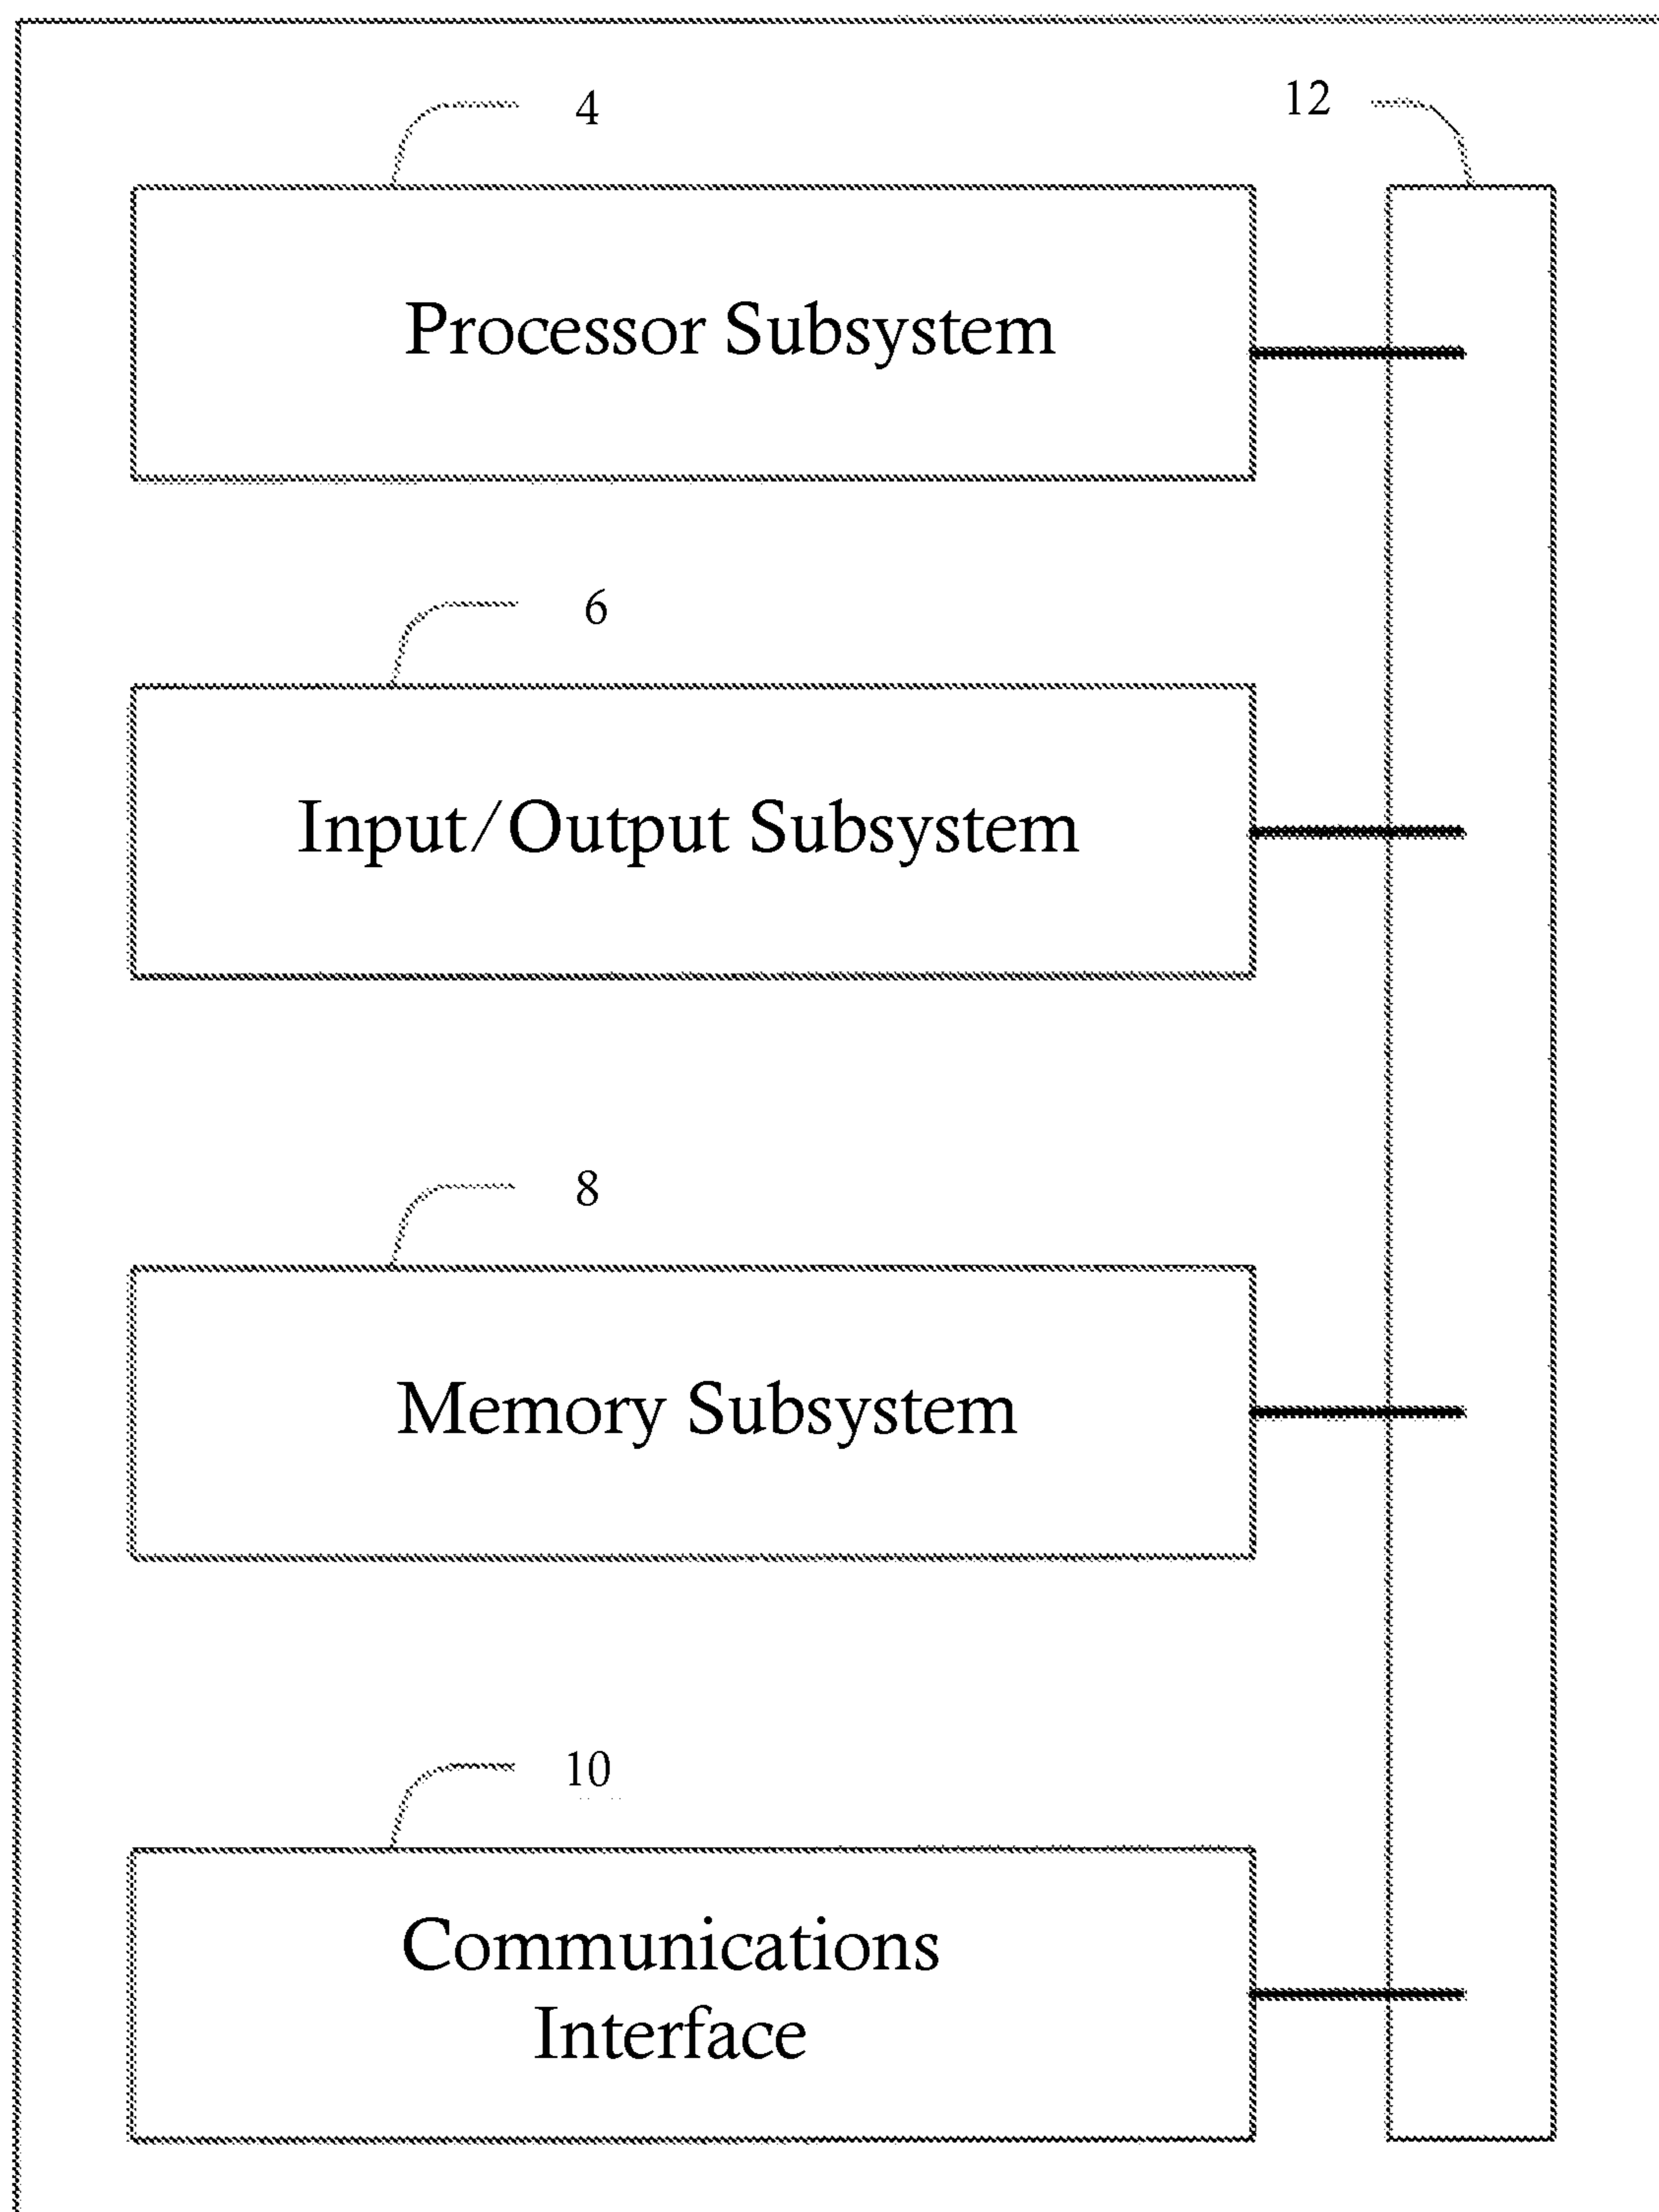 4
12
Processor Subsystem
6
Input/Output Subsystem
8
Memory Subsystem
10
Communications
Interface